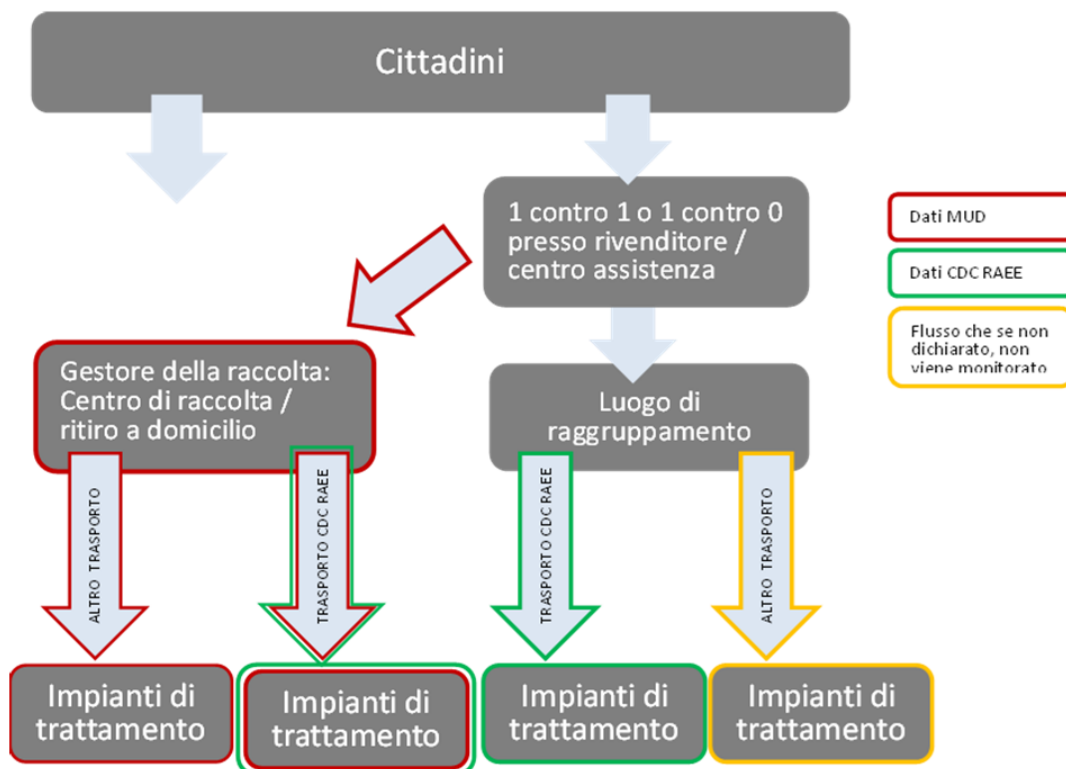 Cittadini
1 contro 1 o 1 contro 0
presso rivenditore /
centro assistenza
Dati MUD
Dati CDC RAEE
Flusso che se non
dichiarato, non
viene monitorato
Gestore della raccolta:
Centro di raccolta /
ritiro a domicilio
Luogo di
raggruppamento
ALTRO TRASPORTO
TRASPORTO CDC RAEE
TRASPORTO CDC RAEE
ALTRO TRASPORTO
Impianti di
trattamento
Impianti di
trattamento
Impianti di
trattamento
Impianti di
trattamento